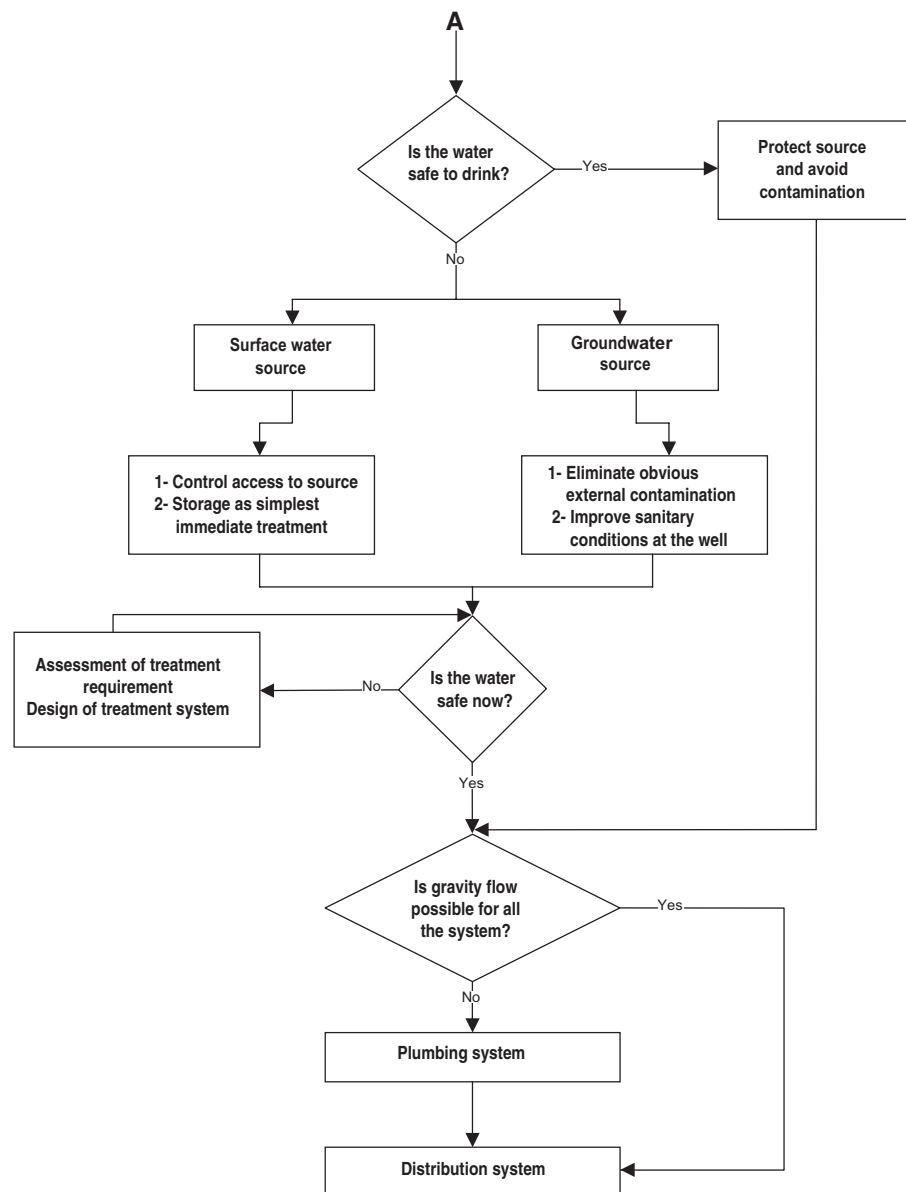 A
Is the water
safe to drink?
Yes
Protect source
and avoid
contamination
No
Surface water
source
Groundwater
source
1- Control access to source
2- Storage as simplest
immediate treatment
1- Eliminate obvious
external contamination
2- Improve sanitary
conditions at the well
Assessment of treatment
requirement
Design of treatment system
No
Is the water
safe now?
Yes
Is gravity flow
possible for all
the system?
Yes
No
Plumbing system
Distribution system